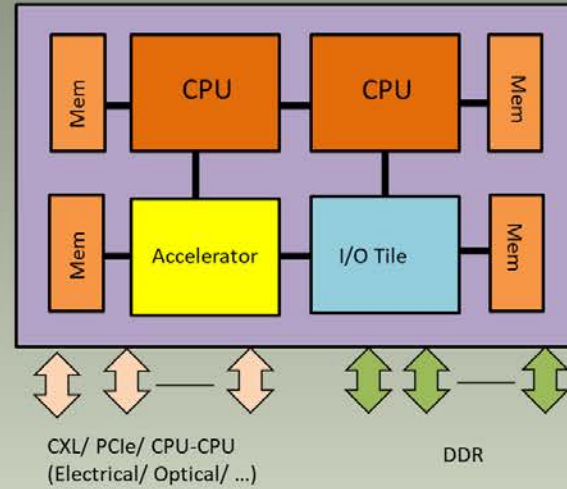 Mem
CPU
CPU
Mem
Mem
Accelerator
I/O Tile
Mem
CXL/ PCIe/ CPU-CPU
(Electrical/ Optical/ ...)
DDR